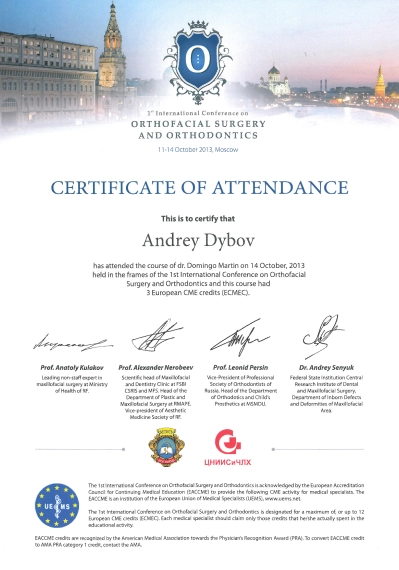 O
1st International Conference on
ORTHOFACIAL SURGERY
AND ORTHODONTICS
11-14 October 2013, Moscow
CERTIFICATE OF ATTENDANCE
This is to certify that
Andrey Dybov
has attended the course of dr. Domingo Martin on 14 October, 2013
held in the frames of the 1st International Conference on Orthofacial
Surgery and Orthodontics and this course had
3 European CME credits (ECMEC).
Prof. Anatoly Kulakov
Leading non-staff expert in
maxillofacial surgery at Ministry
of Health of RF.
Prof. Alexander Nerobeev
Scientific head of Maxillofacial
and Dentistry Clinic at FSBI
CSRIS and MFS. Head of the
Department of Plastic and
Maxillofacial Surgery at RMAPE.
Vice-president of Aesthetic
Medicine Society of RF.
Prof. Leonid Persin
Vice-President of Professional
Society of Orthodontists of
Russia. Head of the Department
of Orthodontics and Child's
Prosthetics at MSMDU.
Dr. Andrey Senyuk
Federal State Institution Central
Research Institute of Dental
and Maxillofacial Surgery,
Department of Inborn Defects
and Deformities of Maxillofacial
Area.
ЦНИИСиЧЛХ
UEMS
The 1st International Conference on Orthofacial Surgery and Orthodontics is acknowledged by the European Accreditation
Council for Continuing Medical Education (EACCME) to provide the following CME activity for medical specialists. The
EACCME is an institution of the European Union of Medical Specialists (UEMS), www.uems.net.
The 1st International Conference on Orthofacial Surgery and Orthodontics is designated for a maximum of, or up to 12
European CME credits (ECMEC). Each medical specialist should claim only those credits that he/she actually spent in the
educational activity.
EACCME credits are recognized by the American Medical Association towards the Physician's Recognition Award (PRA). To convert EACCME credit
to AMA PRA category 1 credit, contact the AMA.